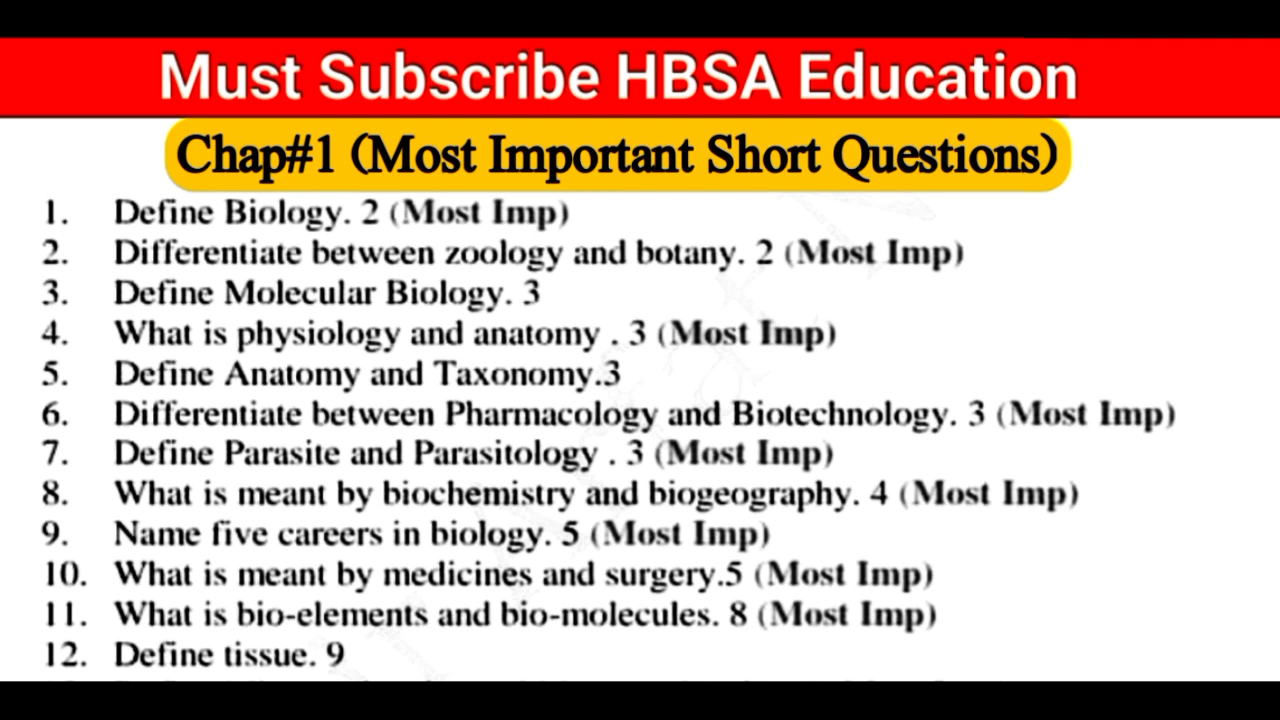 Must Subscribe HBSA Education
Chap#1 (Most Important Short Questions)
1. Define Biology. 2 (Most Imp)
2. Differentiate between zoology and botany. 2 (Most Imp)
3. Define Molecular Biology. 3
4. What is physiology and anatomy . 3 (Most Imp)
5. Define Anatomy and Taxonomy.3
6. Differentiate between Pharmacology and Biotechnology. 3 (Most Imp)
7. Define Parasite and Parasitology . 3 (Most Imp)
8. What is meant by biochemistry and biogeography. 4 (Most Imp)
9. Name five careers in biology. 5 (Most Imp)
10. What is meant by medicines and surgery.5 (Most Imp)
11. What is bio-elements and bio-molecules. 8 (Most Imp)
12. Define tissue. 9